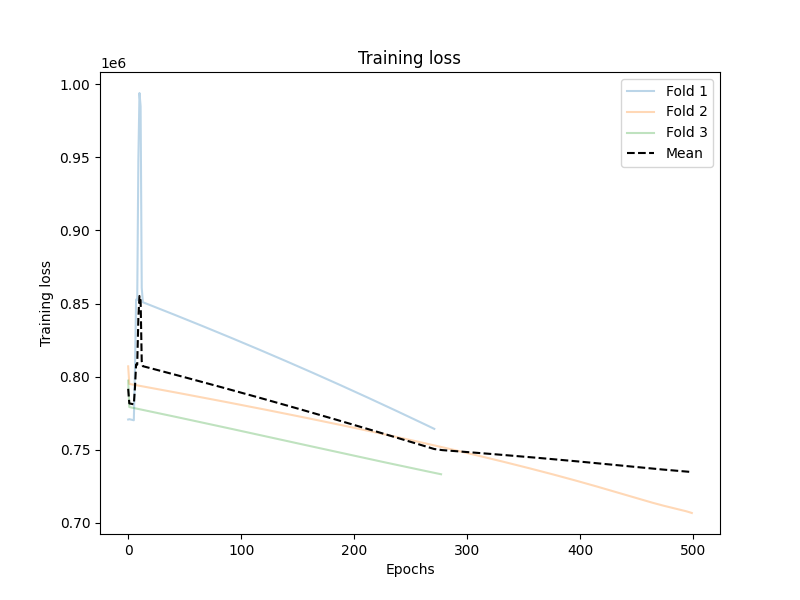 Training loss
1e6
1.00
0.95
0.90
0.85
0.80
0.75
0.70
Training loss
0 100 200 300 400 500
Epochs
Fold 1
Fold 2
Fold 3
Mean